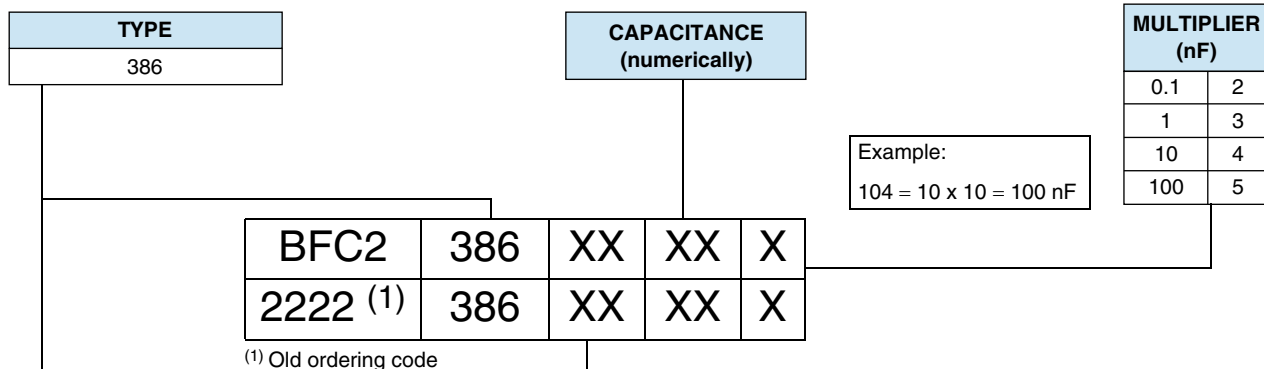 TYPE
386
CAPACITANCE
(numerically)
MULTIPLIER
(nF)
0.1 2
1 3
10 4
100 5
Example:
104 = 10 x 10 = 100 nF
BFC2 386 XX XX X
2222 (1) 386 XX XX X
(1) Old ordering code